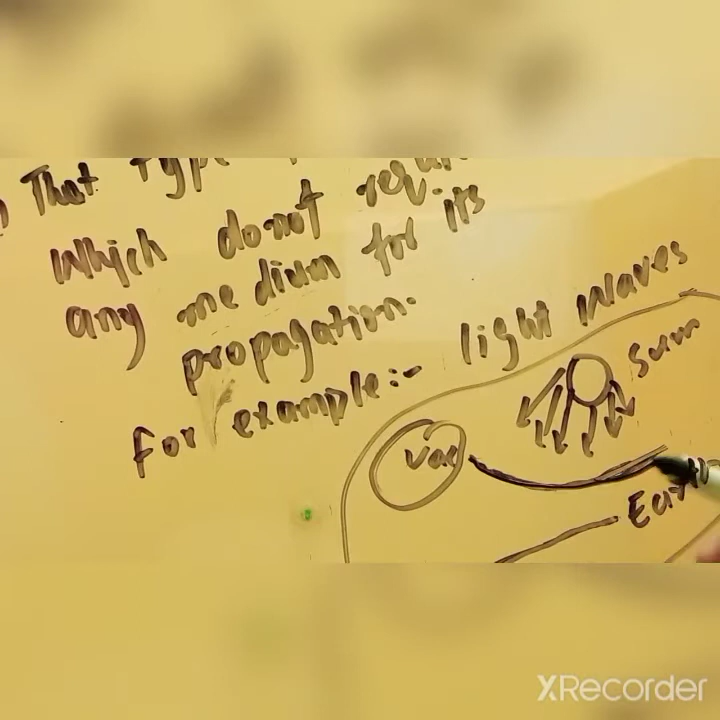 That type
which donot
any medium for its
propagation.
for example:- light waves
Sun
Vac
Earth
XRecorder